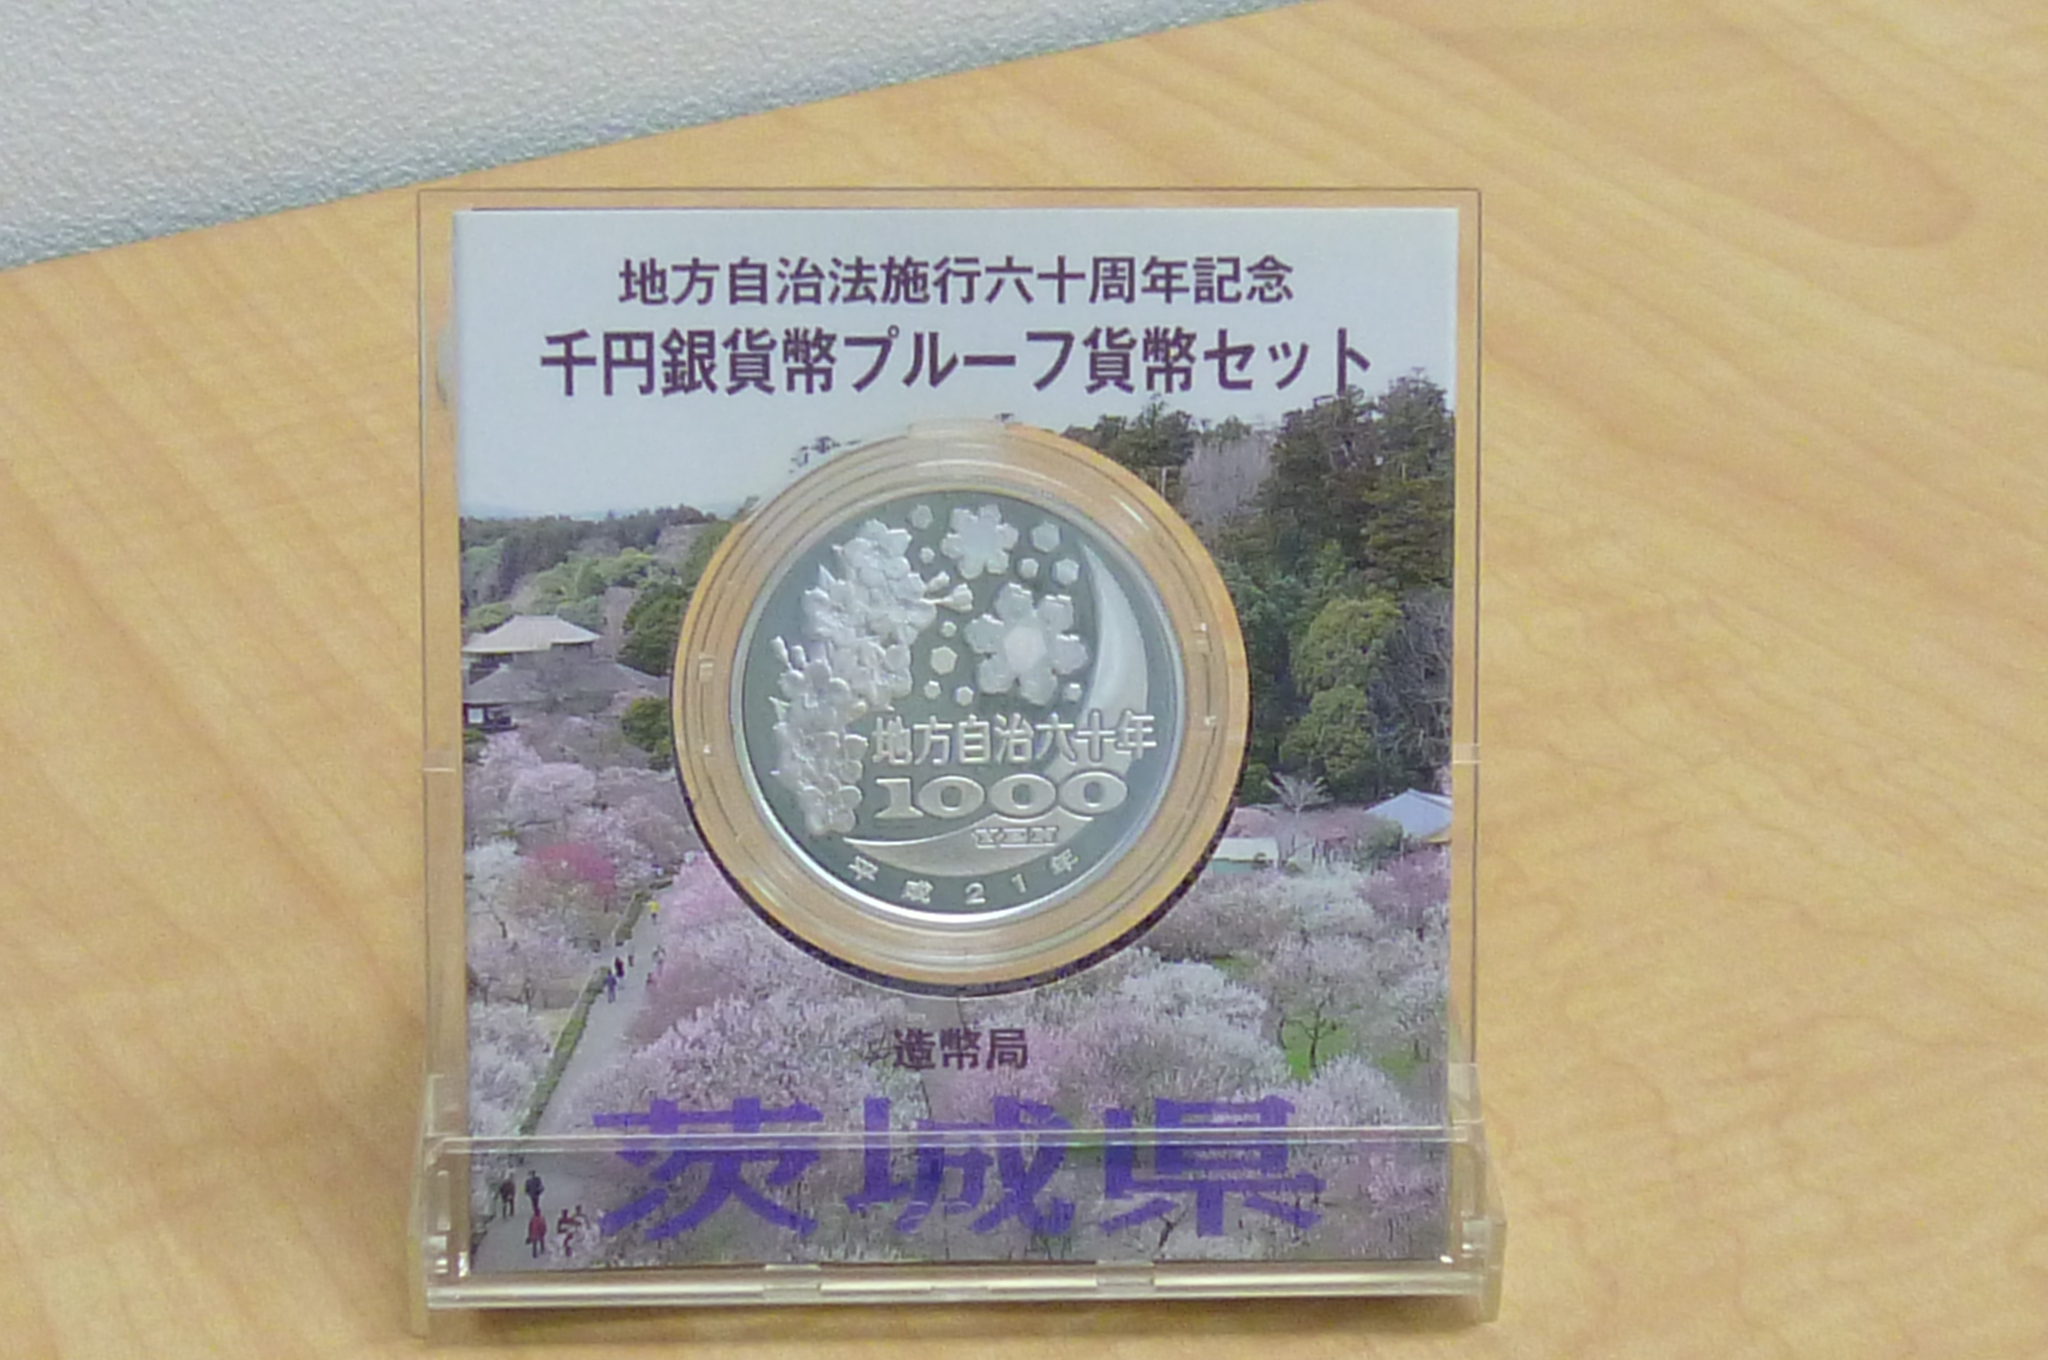 地方自治法施行六十周年記念
千円銀貨幣プルーフ貨幣セット
地方自治六十年
1000
YEN
平成21年
造幣局
茨城県